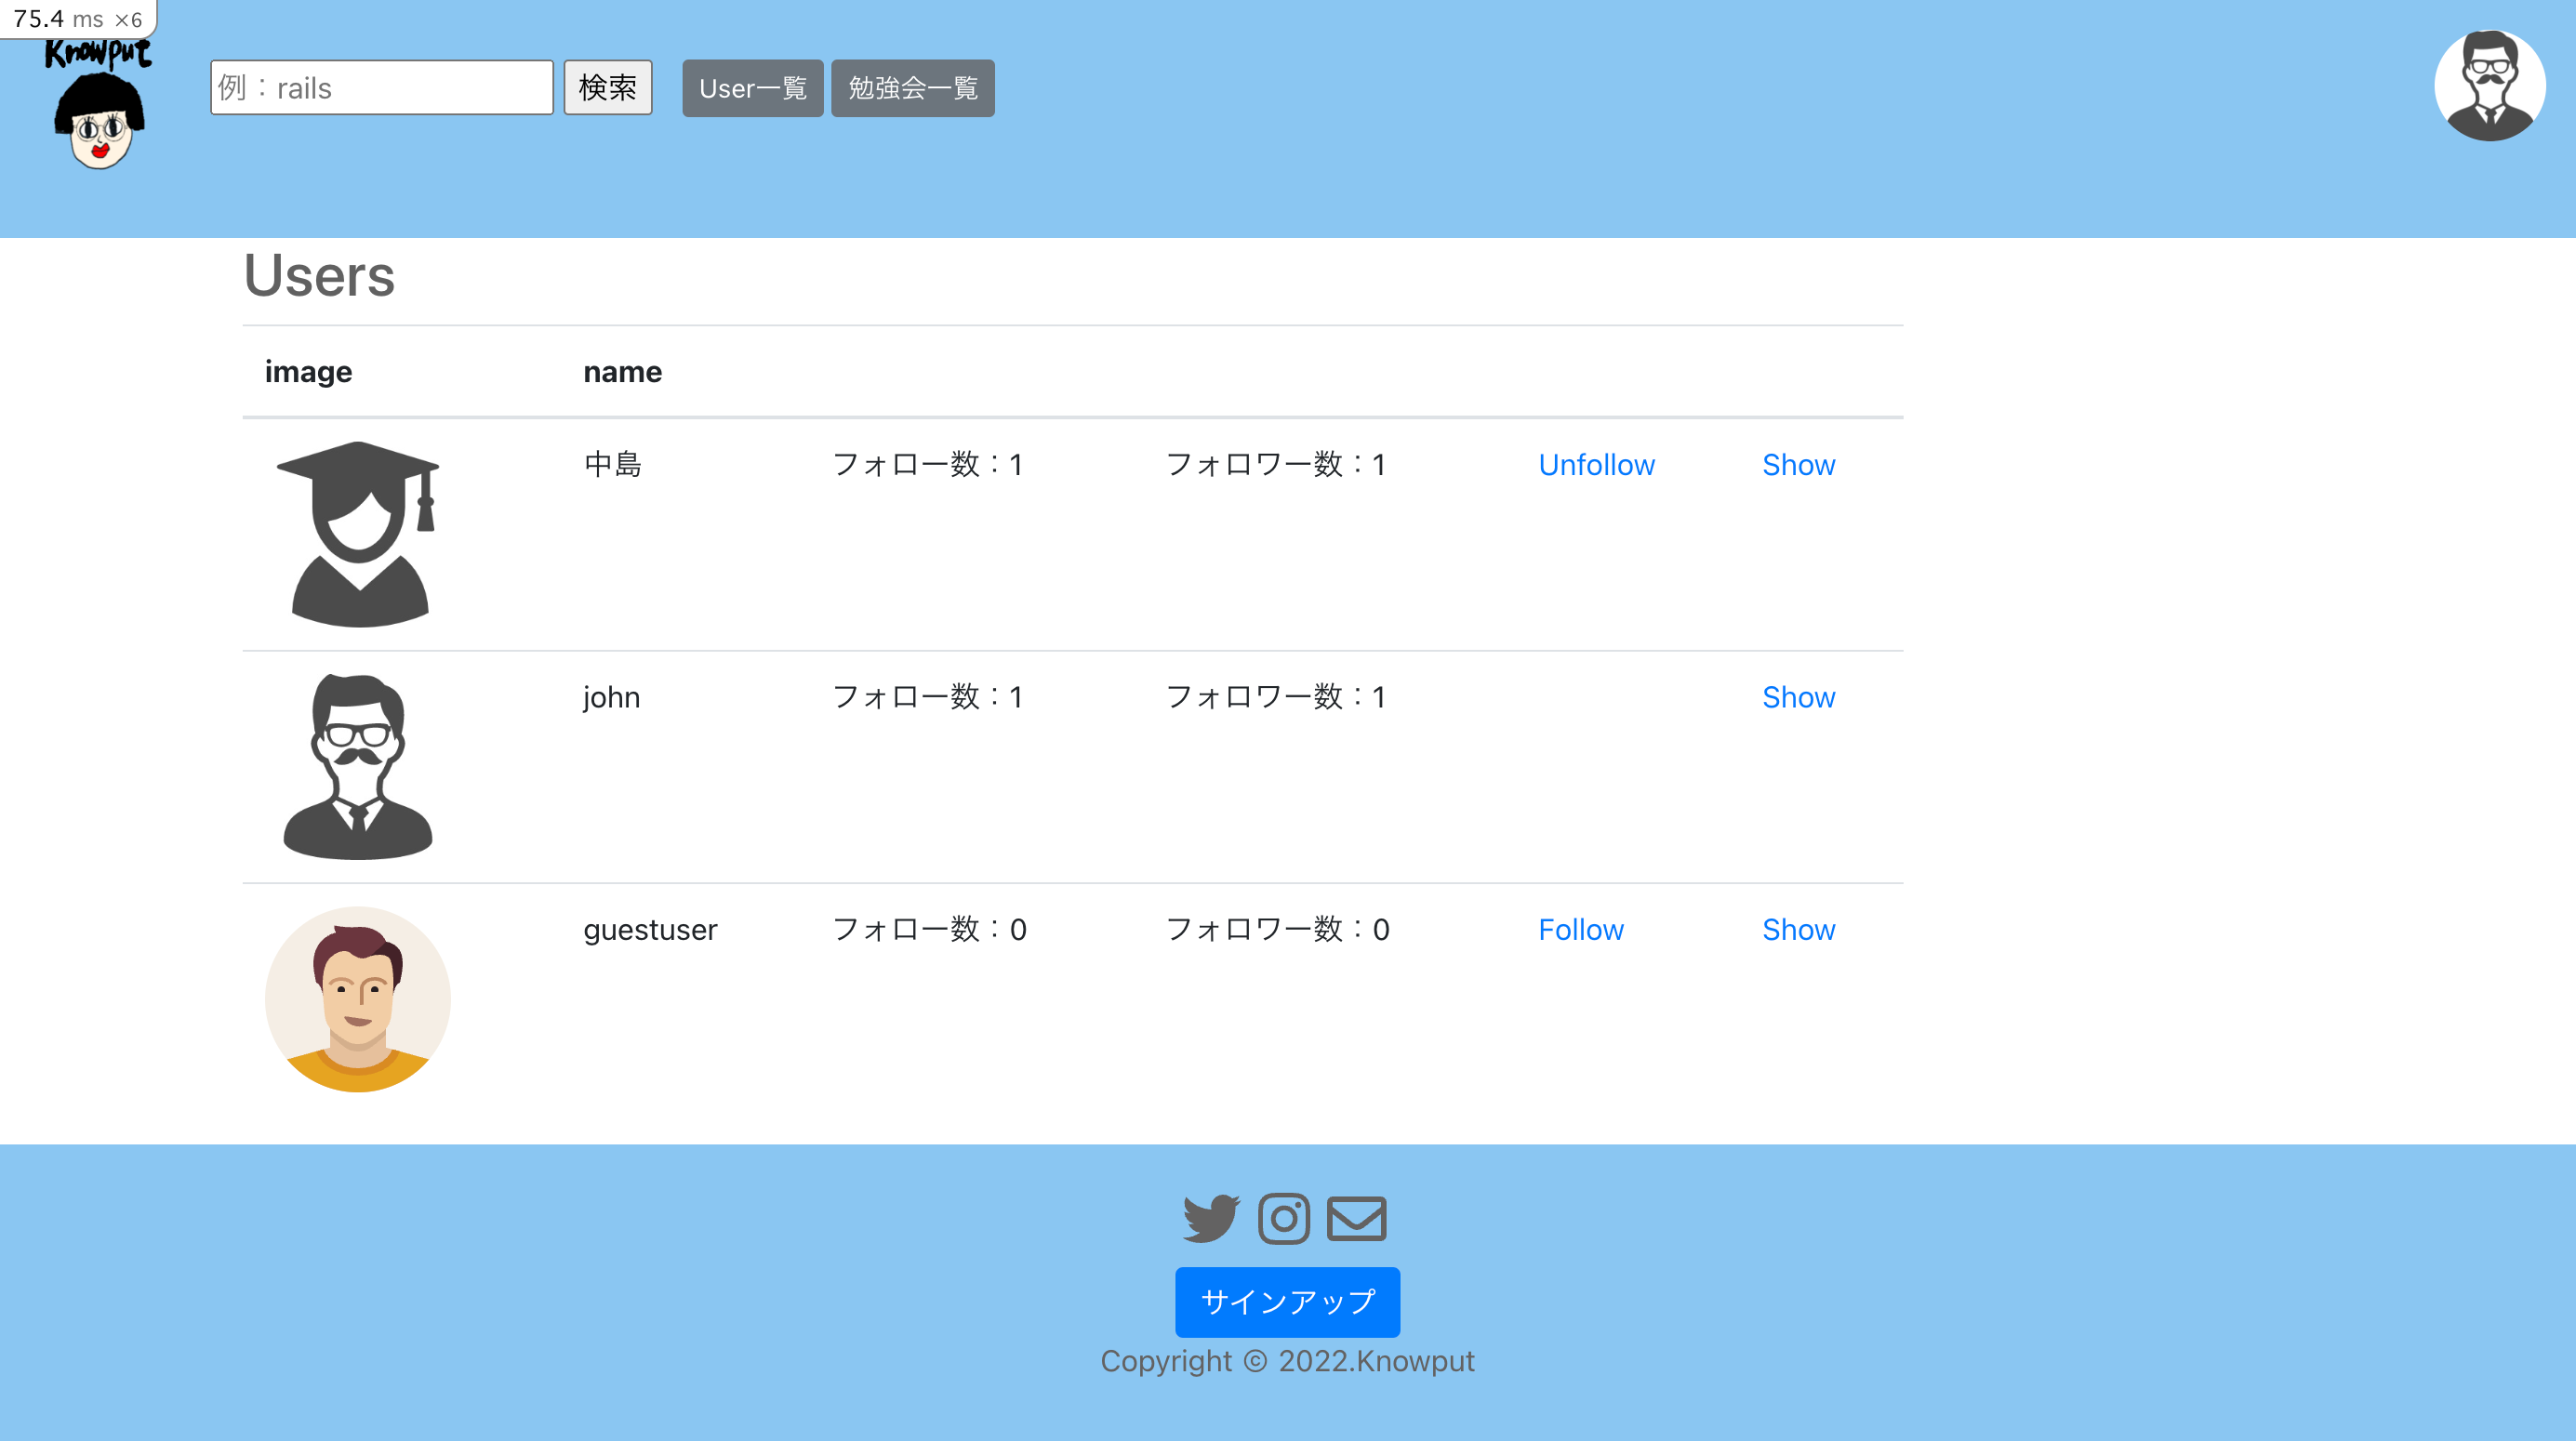 75.4 ms ×6
Knowput
例：rails 検索 User一覧 勉強会一覧
Users
image name
中島 フォロー数：1 フォロワー数：1 Unfollow Show
john フォロー数：1 フォロワー数：1 Show
guestuser フォロー数：0 フォロワー数：0 Follow Show
サインアップ
Copyright © 2022.Knowput